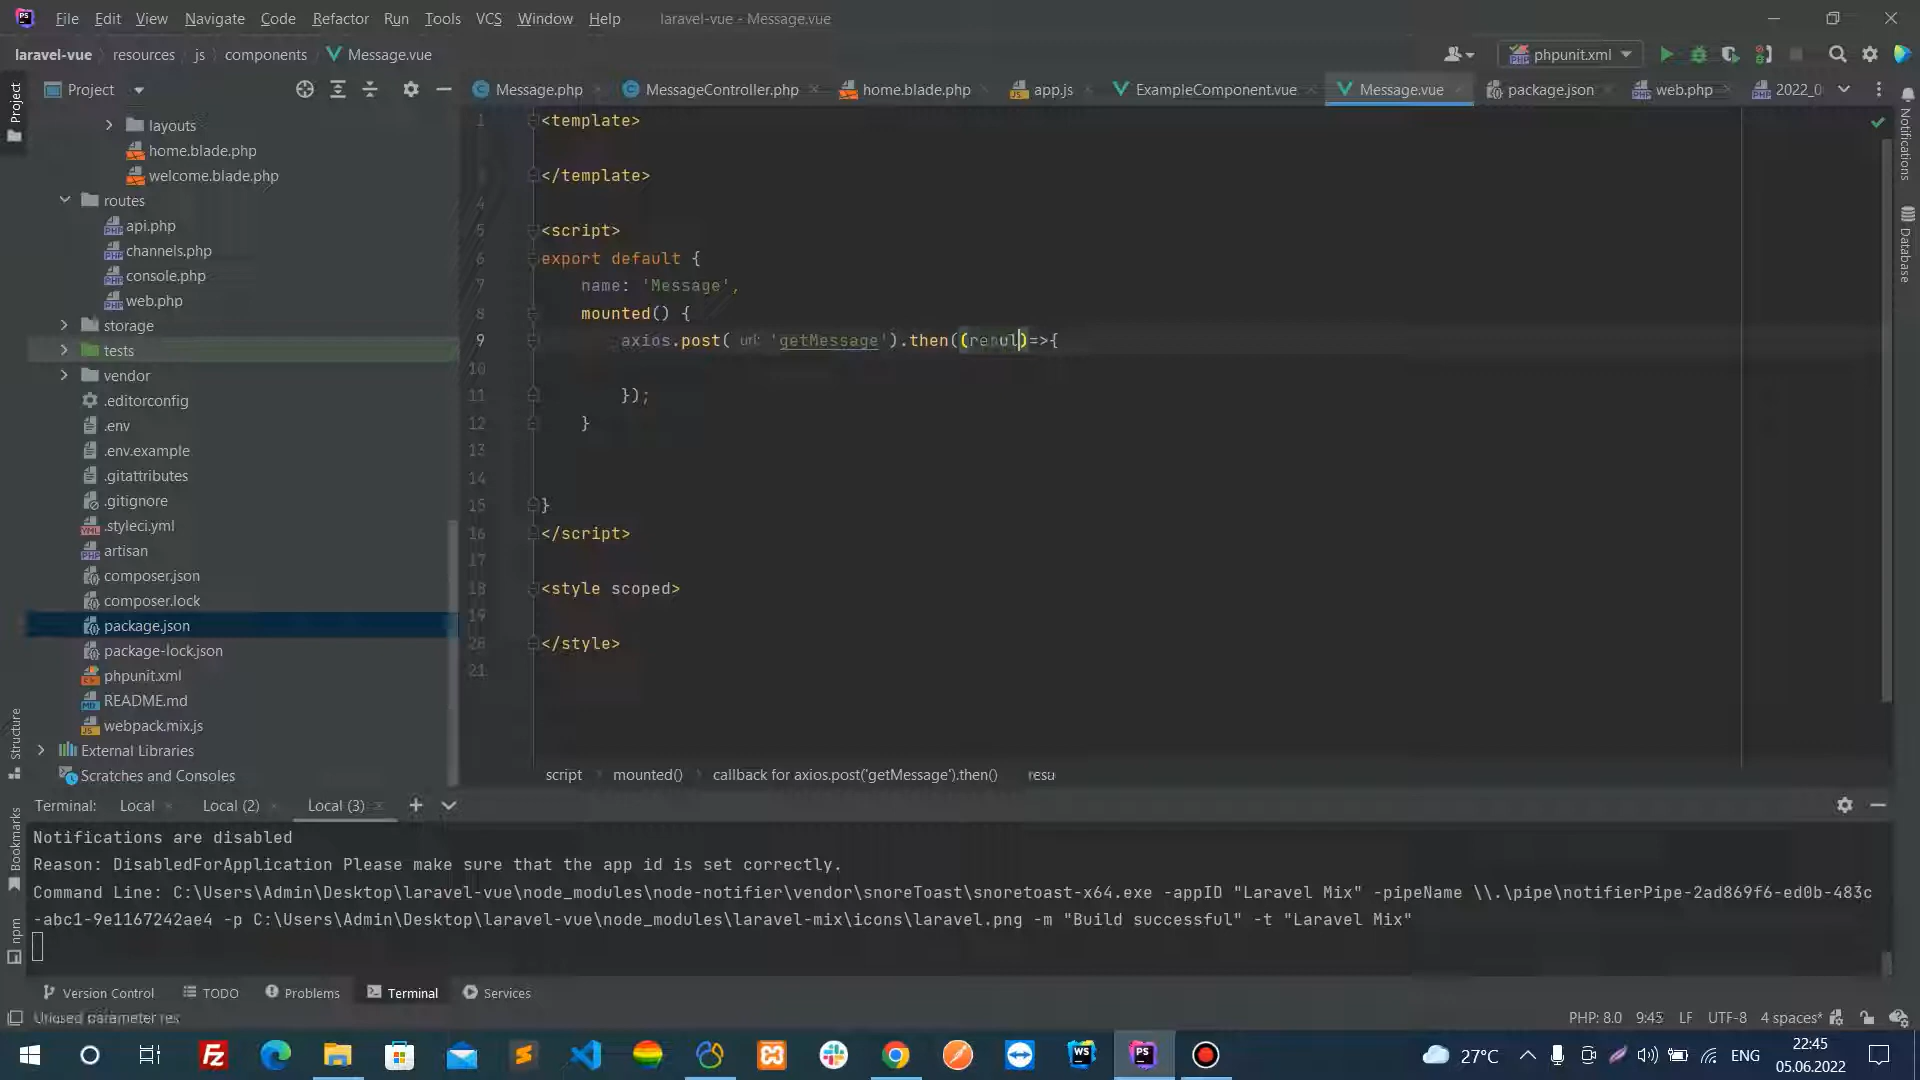 File Edit View Navigate Code Refactor Run Tools VCS Window Help laravel-vue - Message.vue
laravel-vue resources js components Message.vue
phpunit.xml
Project
Message.php MessageController.php home.blade.php app.js ExampleComponent.vue Message.vue package.json web.php 2022_0
Project
Notifications
Database
Structure
Bookmarks
npm
layouts
home.blade.php
welcome.blade.php
routes
api.php
channels.php
console.php
web.php
storage
tests
vendor
.editorconfig
.env
.env.example
.gitattributes
.gitignore
.styleci.yml
artisan
composer.json
composer.lock
package.json
package-lock.json
phpunit.xml
README.md
webpack.mix.js
External Libraries
Scratches and Consoles
1 <template>
</template>
4
5 <script>
6 export default {
7 name: 'Message',
8 mounted() {
9 axios.post( url: 'getMessage').then((resul)=>{
10
11 });
12 }
13
14
15 }
16 </script>
17
18 <style scoped>
19
20 </style>
21
script mounted() callback for axios.post('getMessage').then() resu
Terminal: Local Local (2) Local (3)
Notifications are disabled
Reason: DisabledForApplication Please make sure that the app id is set correctly.
Command Line: C:\Users\Admin\Desktop\laravel-vue\node_modules\node-notifier\vendor\snoreToast\snoretoast-x64.exe -appID "Laravel Mix" -pipeName \\.\pipe\notifierPipe-2ad869f6-ed0b-483c
-abc1-9e1167242ae4 -p C:\Users\Admin\Desktop\laravel-vue\node_modules\laravel-mix\icons\laravel.png -m "Build successful" -t "Laravel Mix"
Version Control TODO Problems Terminal Services
Unused parameter res PHP: 8.0 9:45 LF UTF-8 4 spaces*
27°C ENG 22:45
05.06.2022